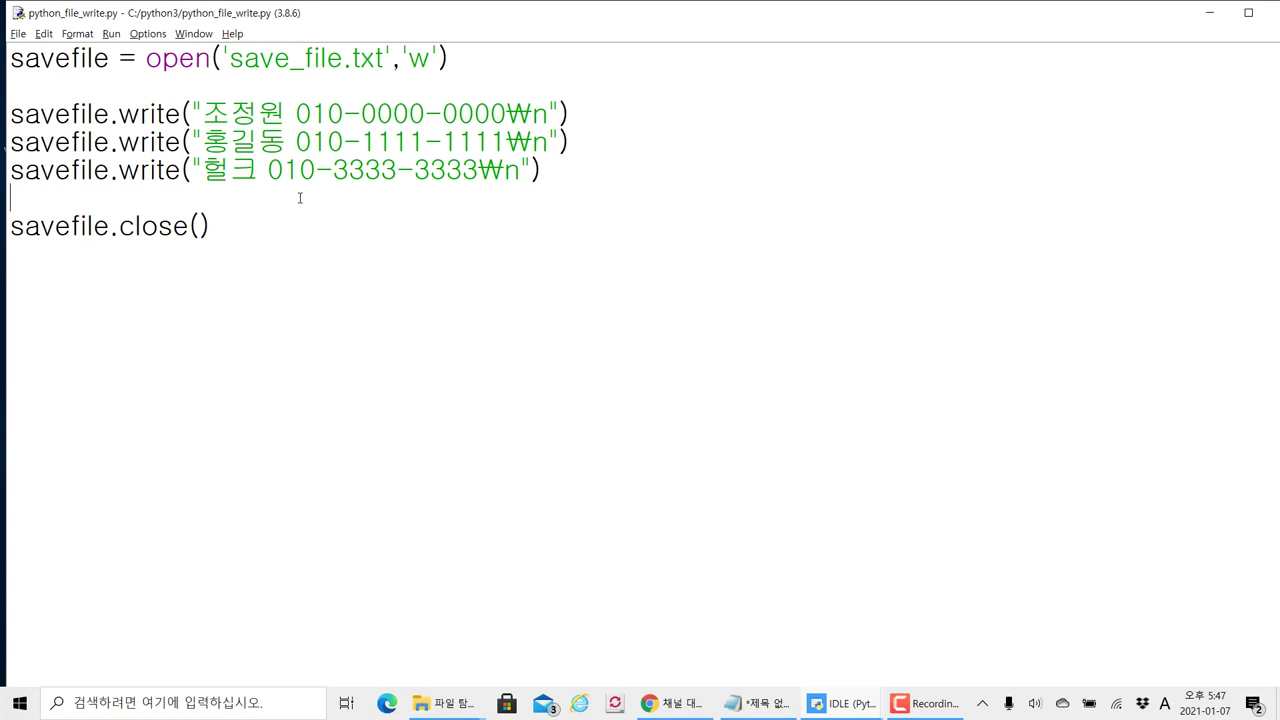 python_file_write.py - C:/python3/python_file_write.py (3.8.6)
File Edit Format Run Options Window Help
savefile = open('save_file.txt','w')
savefile.write("조정원 010-0000-0000₩n")
savefile.write("홍길동 010-1111-1111₩n")
savefile.write("헐크 010-3333-3333₩n")
savefile.close()
검색하려면 여기에 입력하십시오.
3
파일 탐...
채널 대...
*제목 없...
IDLE (Pyt...
Recordin...
A
오후 5:47
2021-01-07
2